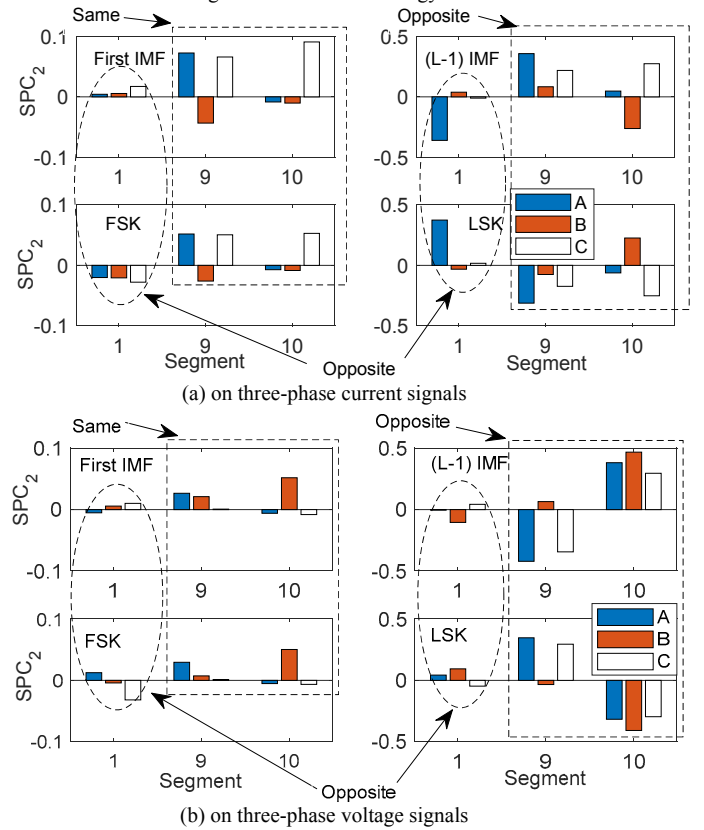 Same
Opposite
0.1
First IMF
SPC2
0
-0.1
1
9
10
0.5
(L-1) IMF
0
-0.5
1
9
10
0.1
FSK
SPC2
0
-0.1
1
9
10
Segment
0.5
LSK
A
B
C
0
-0.5
1
9
10
Segment
Opposite
(a) on three-phase current signals
Same
Opposite
0.1
First IMF
SPC2
0
-0.1
1
9
10
0.5
(L-1) IMF
0
-0.5
1
9
10
0.1
FSK
SPC2
0
-0.1
1
9
10
Segment
0.5
LSK
A
B
C
0
-0.5
1
9
10
Segment
Opposite
(b) on three-phase voltage signals